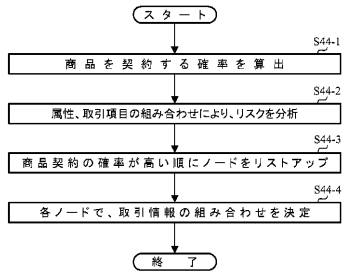 スタート
S44-1
商品を契約する確率を算出
S44-2
属性、取引項目の組み合わせにより、リスクを分析
S44-3
商品契約の確率が高い順にノードをリストアップ
S44-4
各ノードで、取引情報の組み合わせを決定
終了